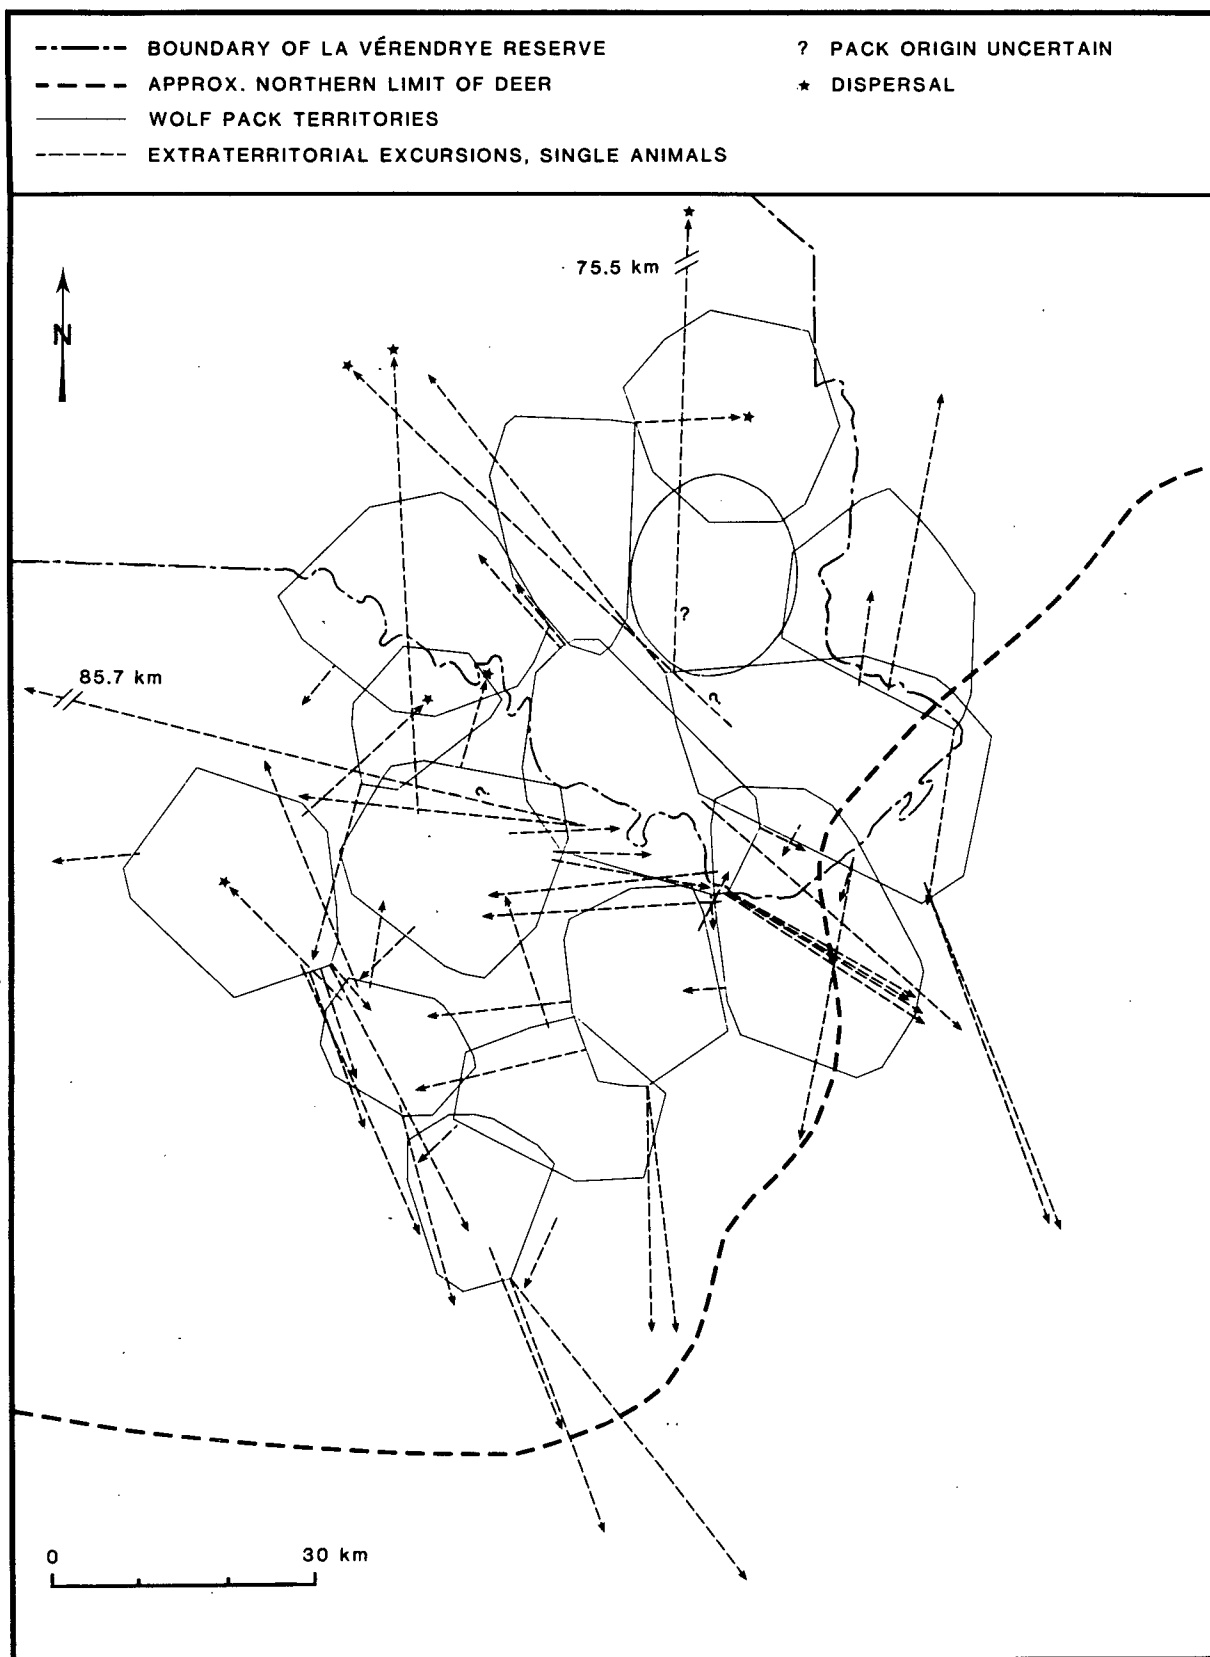 BOUNDARY OF LA VÉRENDRYE RESERVE
APPROX. NORTHERN LIMIT OF DEER
WOLF PACK TERRITORIES
EXTRATERRITORIAL EXCURSIONS, SINGLE ANIMALS
? PACK ORIGIN UNCERTAIN
★ DISPERSAL
75.5 km
N
?
85.7 km
?
?
0 30 km